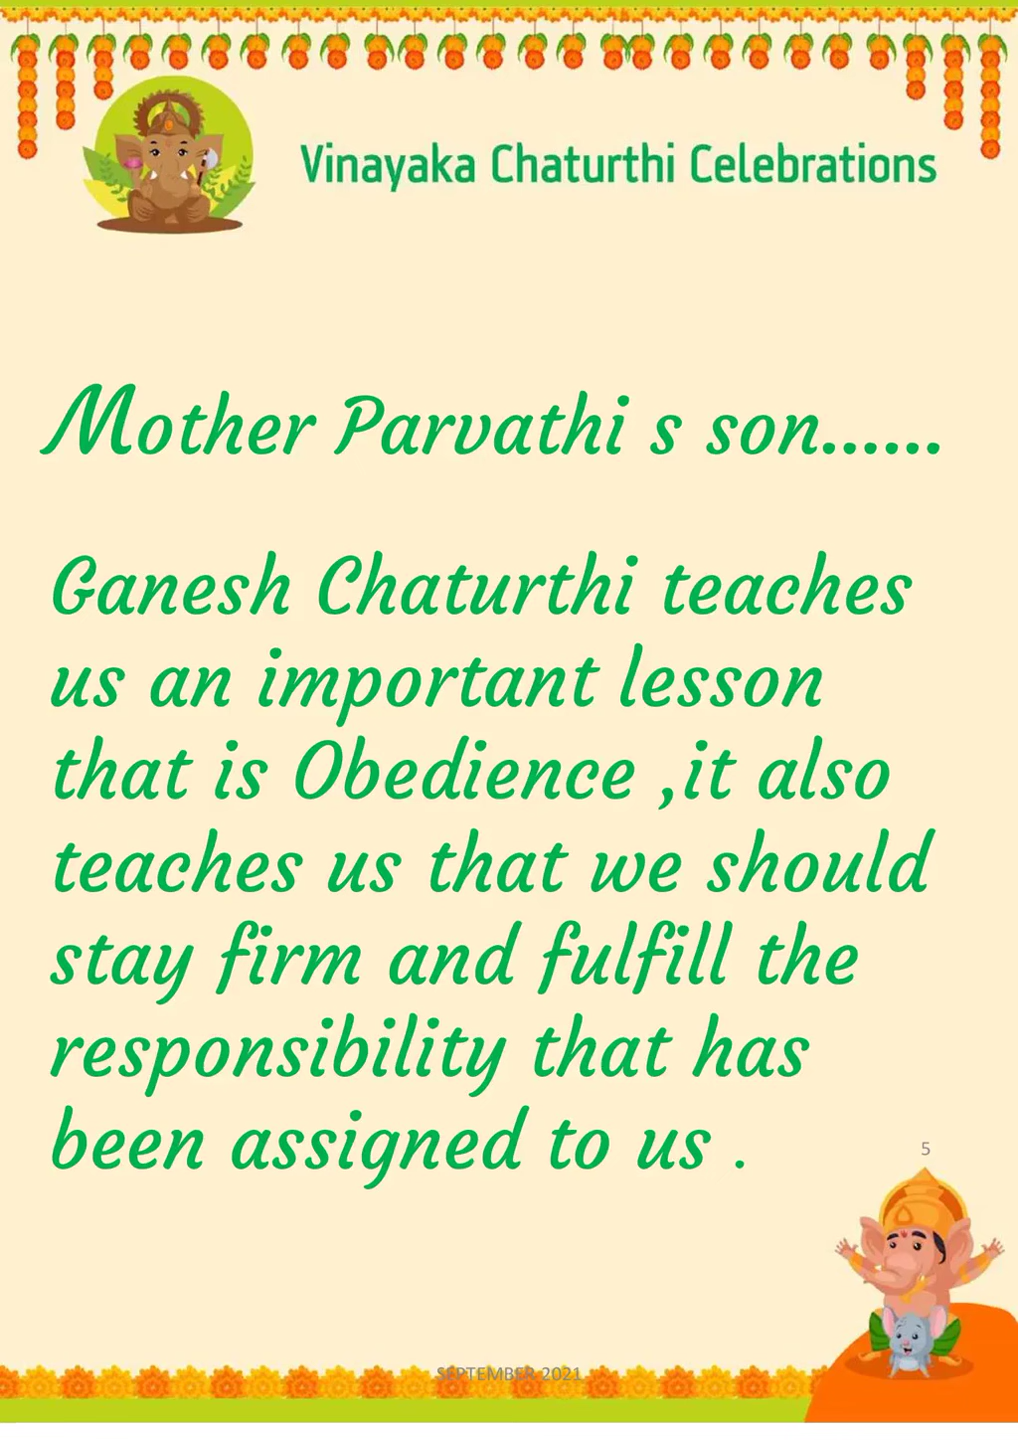 Vinayaka Chaturthi Celebrations
Mother Parvathi s son......
Ganesh Chaturthi teaches
us an important lesson
that is Obedience ,it also
teaches us that we should
stay firm and fulfill the
responsibility that has
been assigned to us .
5
SEPTEMBER 2021